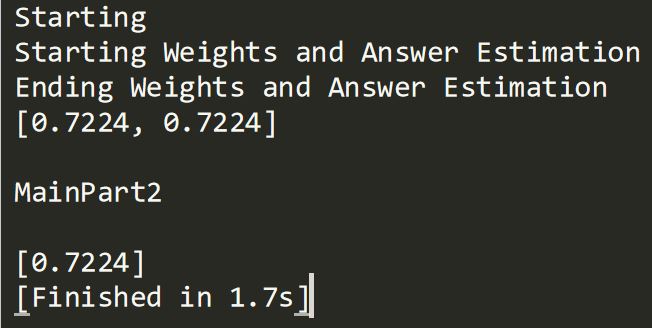 Starting
Starting Weights and Answer Estimation
Ending Weights and Answer Estimation
[0.7224, 0.7224]
MainPart2
[0.7224]
[Finished in 1.7s]